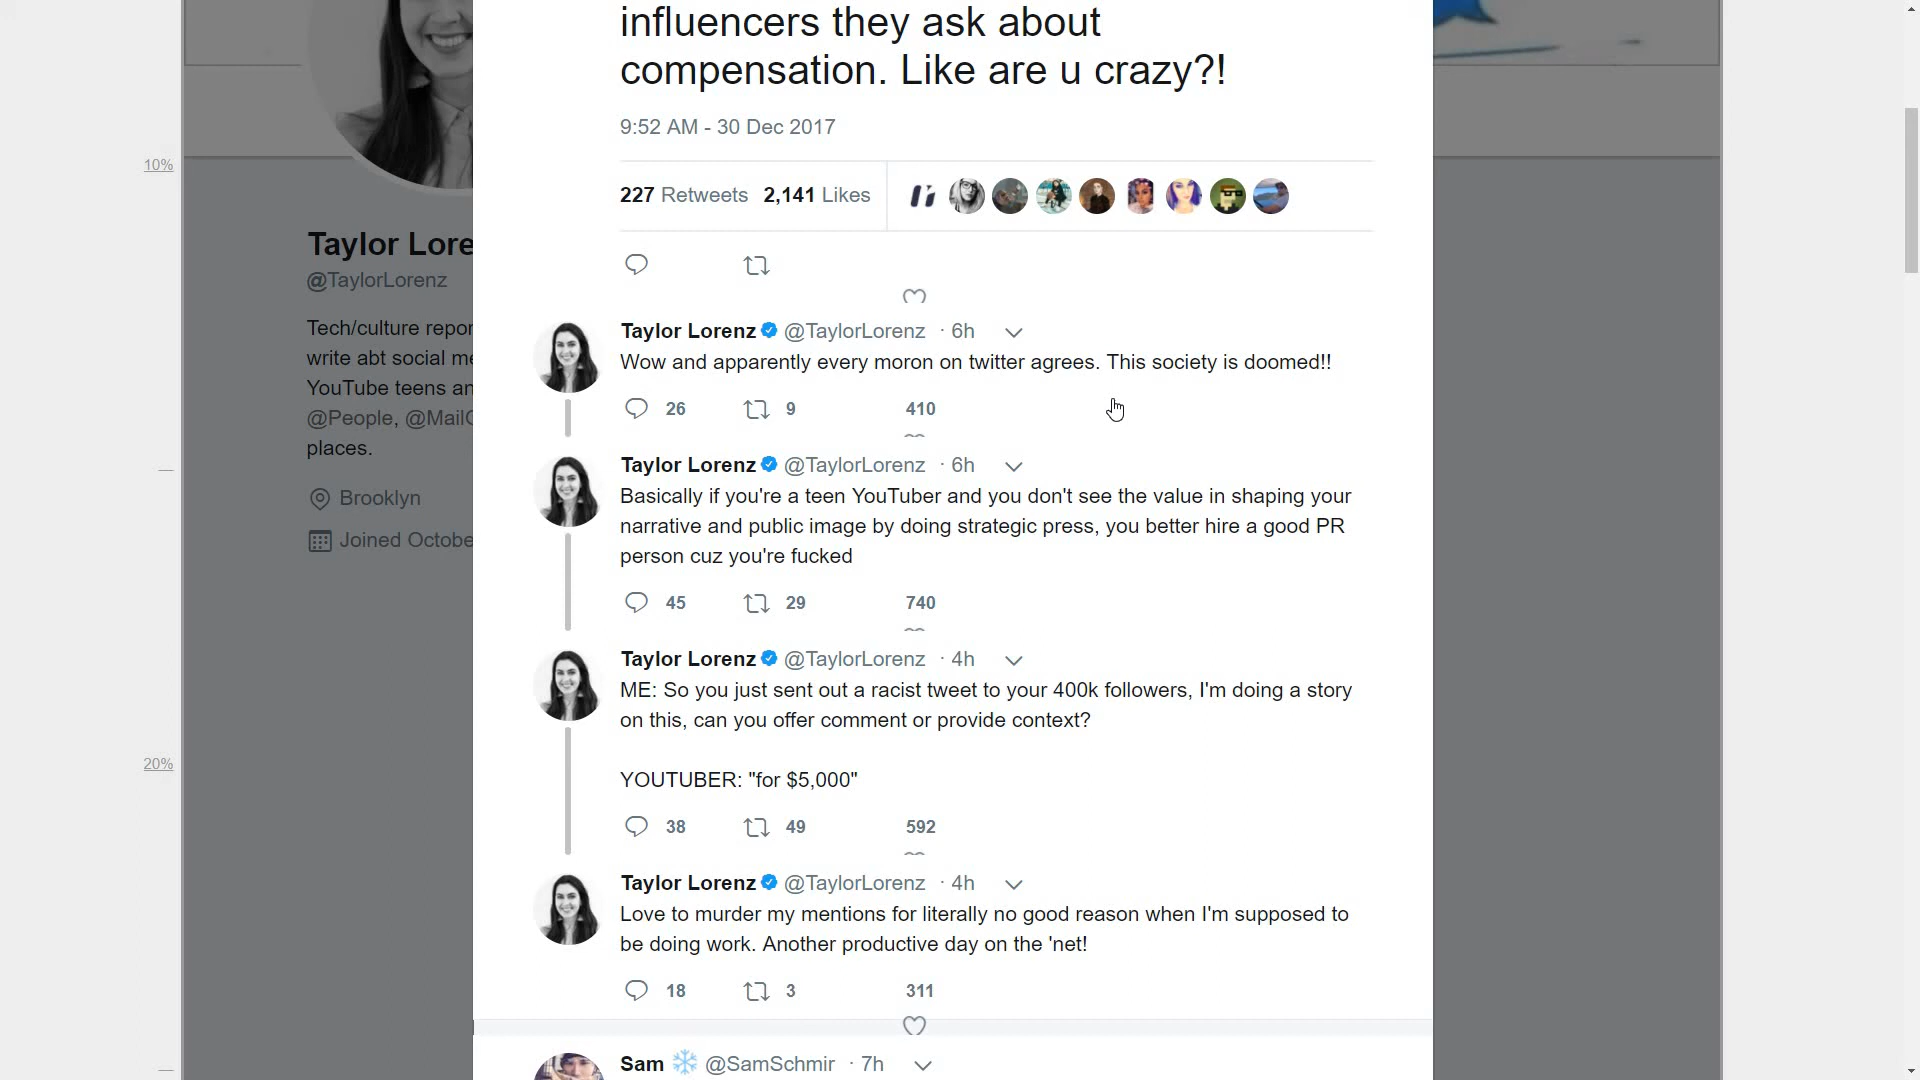 influencers they ask about
compensation. Like are u crazy?!
9:52 AM - 30 Dec 2017
10%
227 Retweets 2,141 Likes
Taylor Lore
@TaylorLorenz
Tech/culture repor
write abt social me
YouTube teens an
@People, @Mail
places.
Brooklyn
Joined Octobe
Taylor Lorenz @TaylorLorenz · 6h
Wow and apparently every moron on twitter agrees. This society is doomed!!
26 9 410
Taylor Lorenz @TaylorLorenz · 6h
Basically if you're a teen YouTuber and you don't see the value in shaping your
narrative and public image by doing strategic press, you better hire a good PR
person cuz you're fucked
45 29 740
Taylor Lorenz @TaylorLorenz · 4h
ME: So you just sent out a racist tweet to your 400k followers, I'm doing a story
on this, can you offer comment or provide context?
20%
YOUTUBER: "for $5,000"
38 49 592
Taylor Lorenz @TaylorLorenz · 4h
Love to murder my mentions for literally no good reason when I'm supposed to
be doing work. Another productive day on the 'net!
18 3 311
Sam ❄️ @SamSchmir · 7h